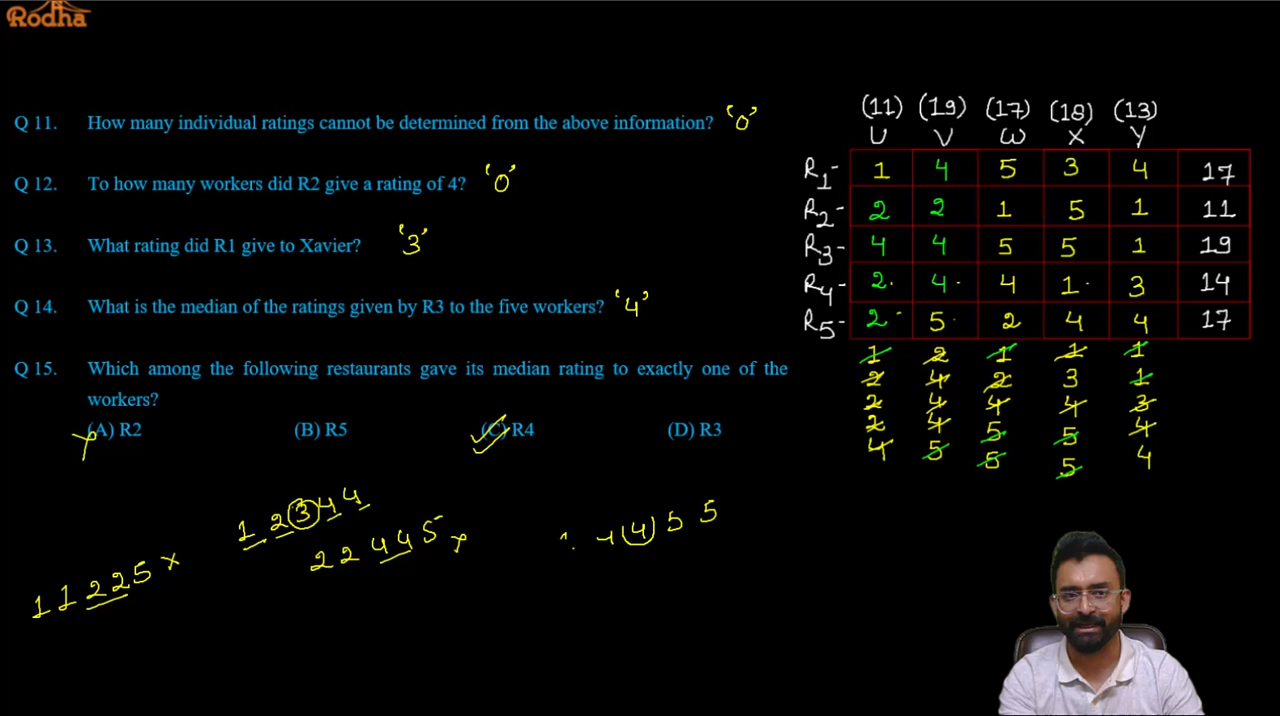 Rodha
Q 11. How many individual ratings cannot be determined from the above information? '0'
Q 12. To how many workers did R2 give a rating of 4? '0'
Q 13. What rating did R1 give to Xavier? '3'
Q 14. What is the median of the ratings given by R3 to the five workers? '4'
Q 15. Which among the following restaurants gave its median rating to exactly one of the
workers?
(A) R2 (B) R5 (C) R4 (D) R3
1 2 3 4 4
2 2 4 4 5 x
1 1 2 2 5 x
4 (4) 5 5
(11) (19) (17) (18) (13)
U V W X Y
R1- 1 4 5 3 4 17
R2- 2 2 1 5 1 11
R3- 4 4 5 5 1 19
R4- 2 4 4 1 3 14
R5- 2 5 2 4 4 17
1 2 1 1 1
2 4 2 3 1
2 4 4 4 3
2 4 5 5 4
4 5 5 5 4